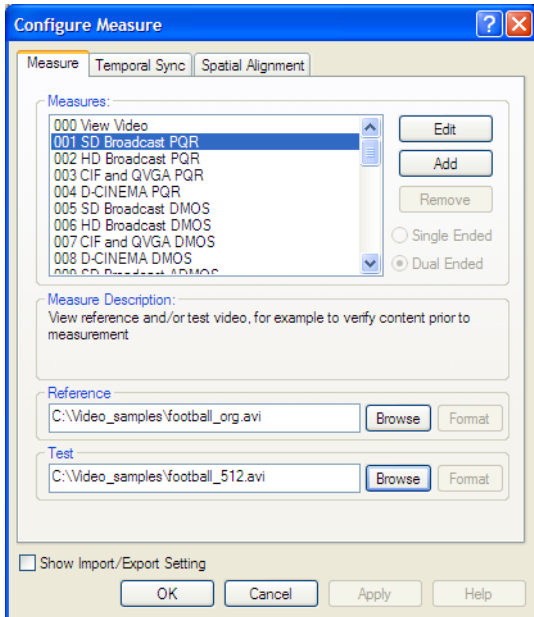 Configure Measure
Measure
Temporal Sync
Spatial Alignment
Measures:
000 View Video
001 SD Broadcast PQR
002 HD Broadcast PQR
003 CIF and QVGA PQR
004 D-CINEMA PQR
005 SD Broadcast DMOS
006 HD Broadcast DMOS
007 CIF and QVGA DMOS
008 D-CINEMA DMOS
009 SD Broadcast ADMOS
Edit
Add
Remove
Single Ended
Dual Ended
Measure Description:
View reference and/or test video, for example to verify content prior to
measurement
Reference
C:\Video_samples\football_org.avi
Browse
Format
Test
C:\Video_samples\football_512.avi
Browse
Format
Show Import/Export Setting
OK
Cancel
Apply
Help